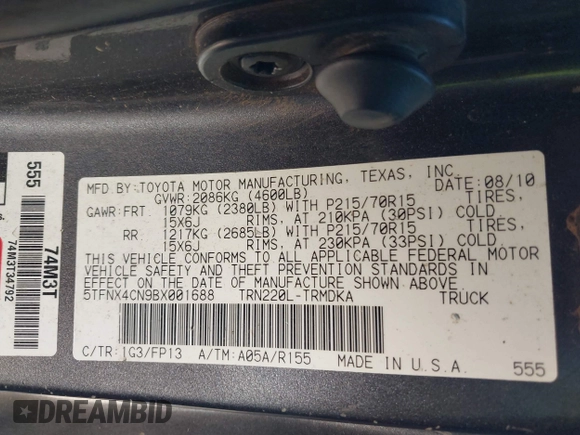 MFD BY:TOYOTA MOTOR MANUFACTURING, TEXAS, INC.
GVWR: 2086KG (4600LB) DATE:08/10
GAWR:FRT. 1079KG (2380LB) WITH P215/70R15 TIRES,
15X6J RIMS, AT 210KPA (30PSI) COLD.
RR. 1217KG (2685LB) WITH P215/70R15 TIRES,
15X6J RIMS, AT 230KPA (33PSI) COLD.
THIS VEHICLE CONFORMS TO ALL APPLICABLE FEDERAL MOTOR
VEHICLE SAFETY AND THEFT PREVENTION STANDARDS IN
EFFECT ON THE DATE OF MANUFACTURE SHOWN ABOVE.
5TFNX4CN9BX001688 TRN220L-TRMDKA TRUCK
C/TR:1G3/FP13 A/TM:A05A/R155 MADE IN U.S.A. 555
555
74M3T
74M3T34792
DREAMBID